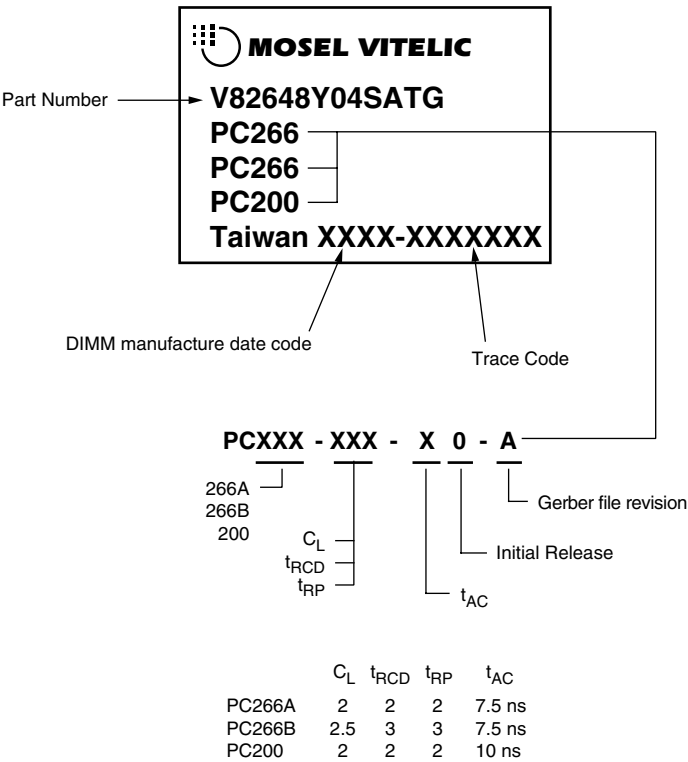 MOSEL VITELIC
Part Number
V82648Y04SATG
PC266
PC266
PC200
Taiwan XXXX-XXXXXXX
DIMM manufacture date code
Trace Code
PCXXX - XXX - X 0 - A
266A
266B
200
CL
tRCD
tRP
Gerber file revision
Initial Release
tAC
CL tRCD tRP tAC
PC266A 2 2 2 7.5 ns
PC266B 2.5 3 3 7.5 ns
PC200 2 2 2 10 ns